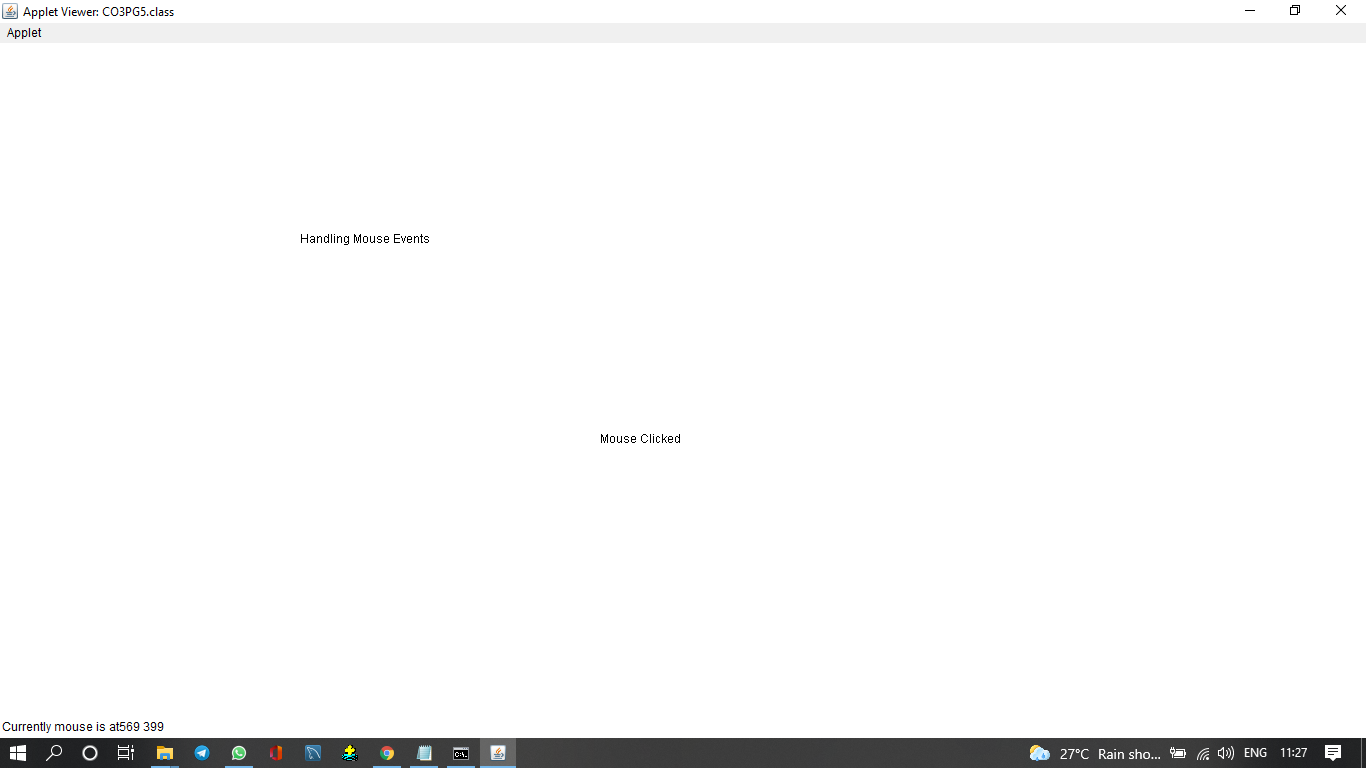 Applet Viewer: CO3PG5.class
Applet
Handling Mouse Events
Mouse Clicked
Currently mouse is at569 399
27°C Rain sho... ENG 11:27